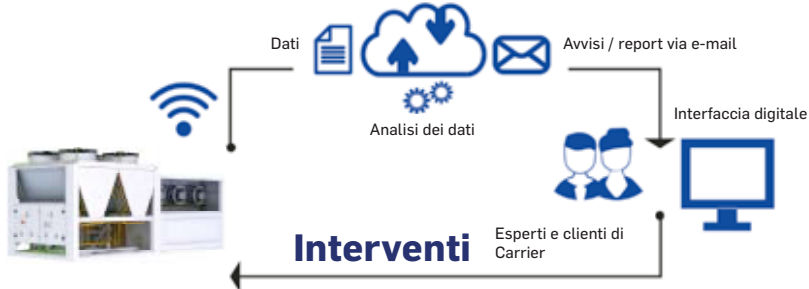 Dati
Avvisi / report via e-mail
Analisi dei dati
Interfaccia digitale
Interventi
Esperti e clienti di
Carrier